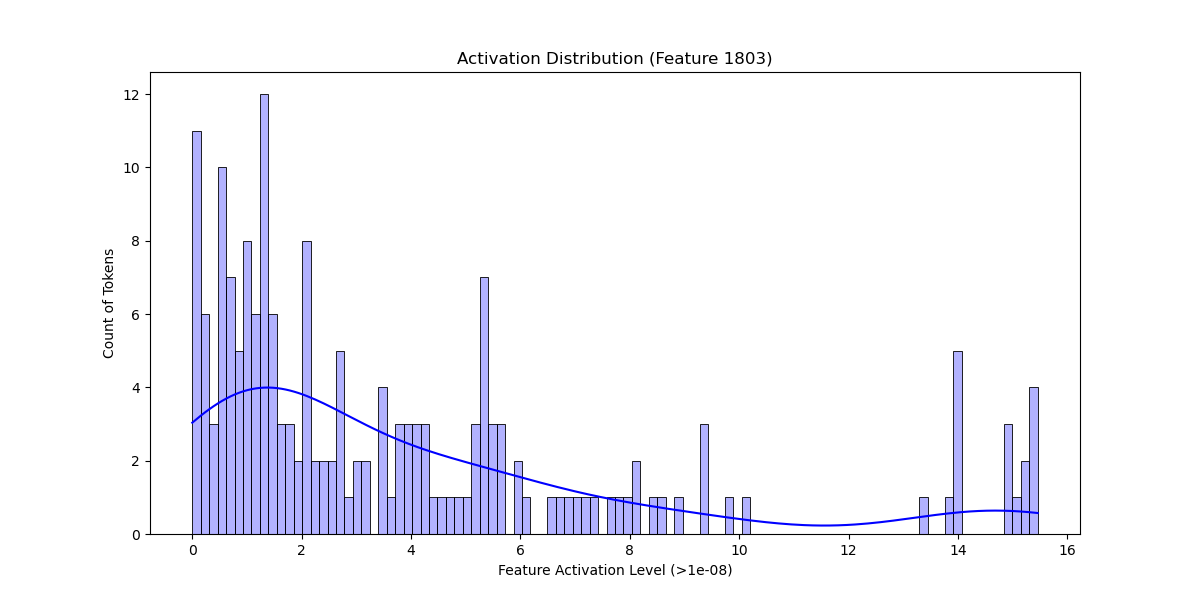 Activation Distribution (Feature 1803)
Count of Tokens
12
10
8
6
4
2
0
0 2 4 6 8 10 12 14 16
Feature Activation Level (>1e-08)